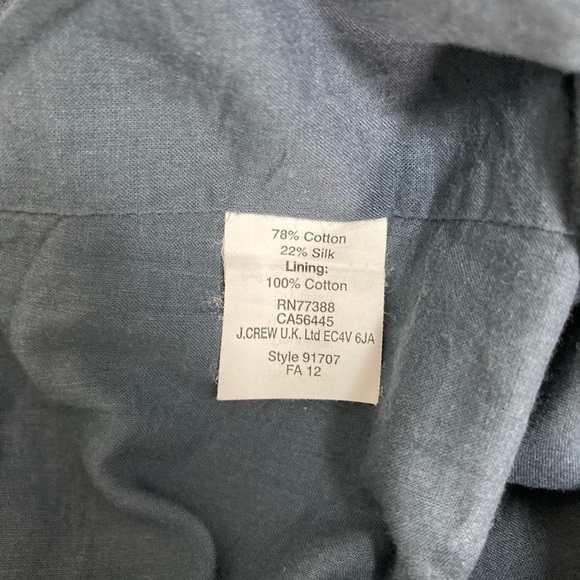 78% Cotton
22% Silk
Lining:
100% Cotton
RN77388
CA56445
J.CREW U.K. Ltd EC4V 6JA
Style 91707
FA 12